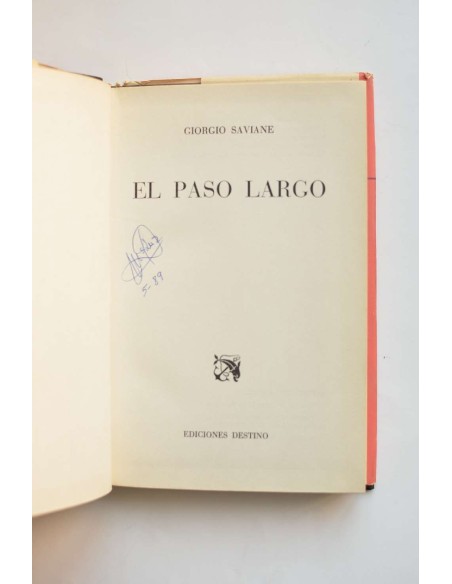 GIORGIO SAVIANE
EL PASO LARGO
5-89
EDICIONES DESTINO